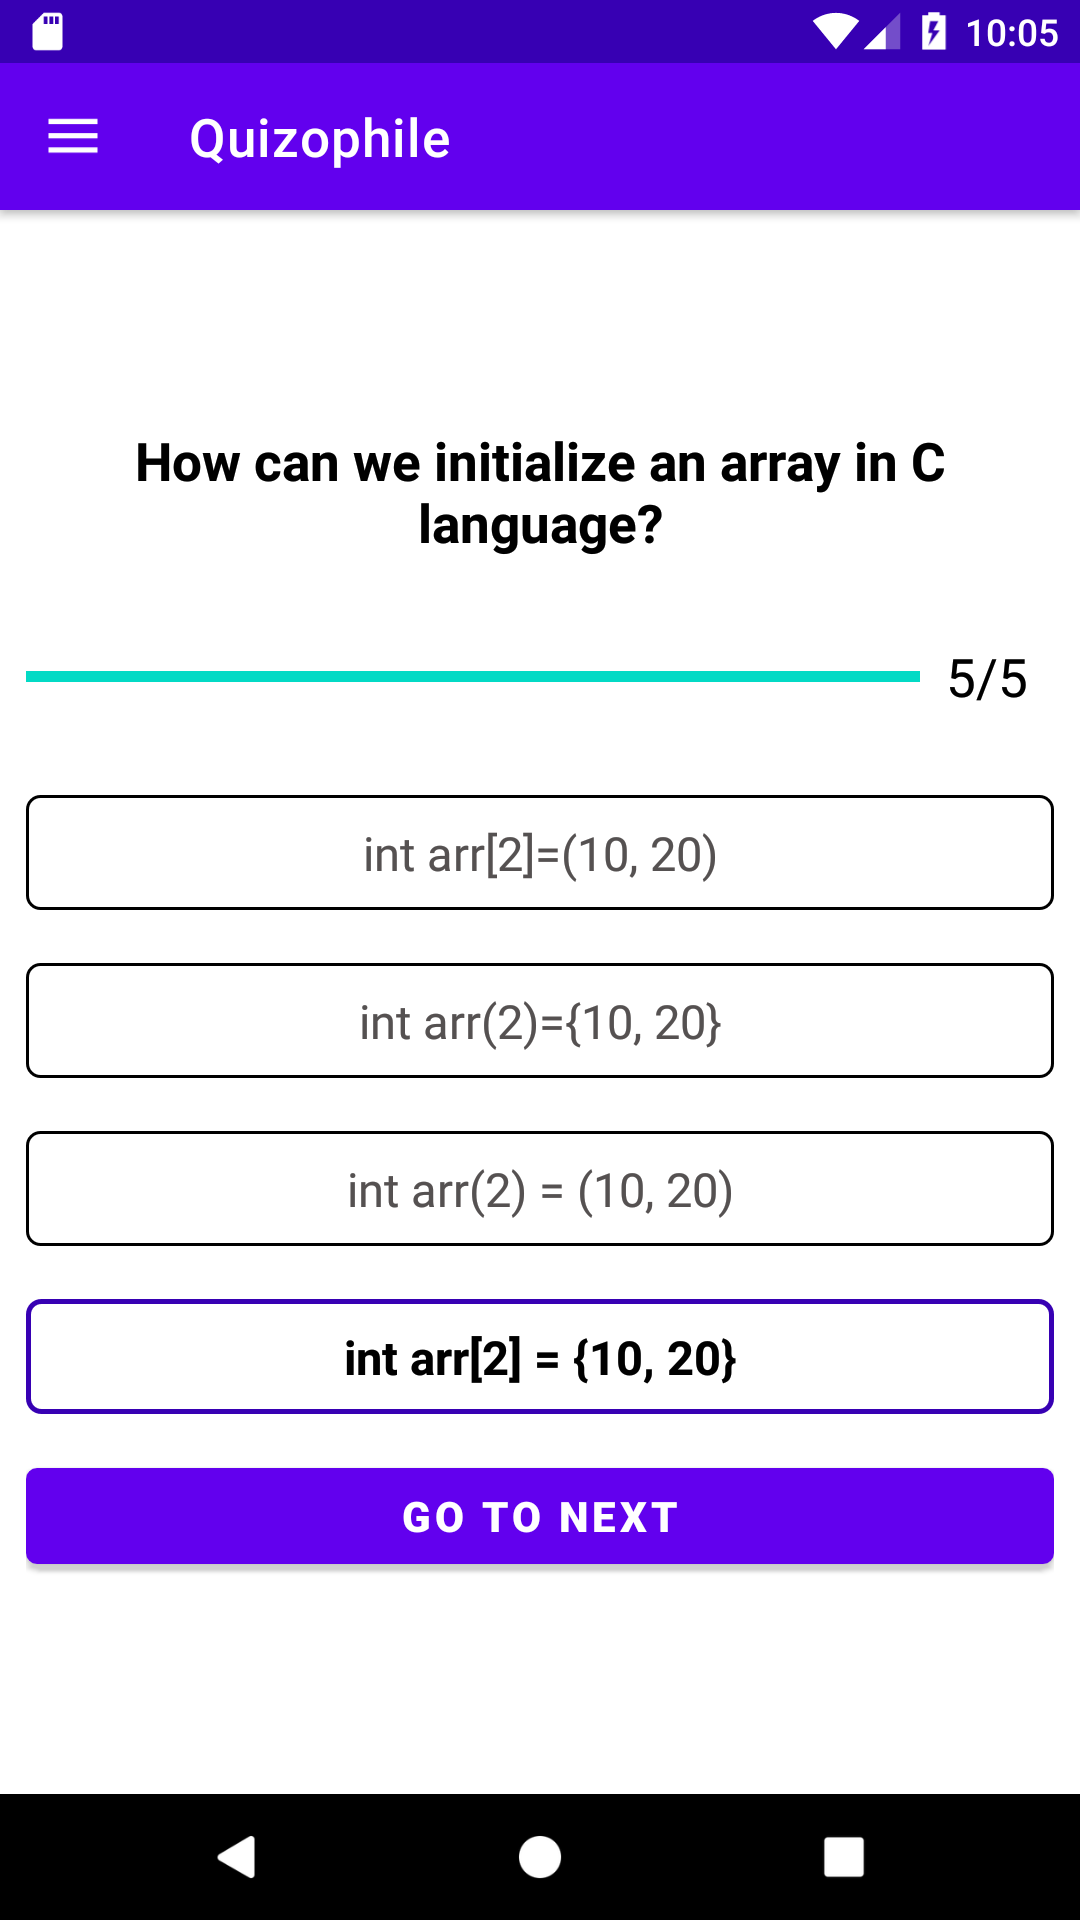 10:05
Quizophile
How can we initialize an array in C
language?
5/5
int arr[2]=(10, 20)
int arr(2)={10, 20}
int arr(2) = (10, 20)
int arr[2] = {10, 20}
GO TO NEXT